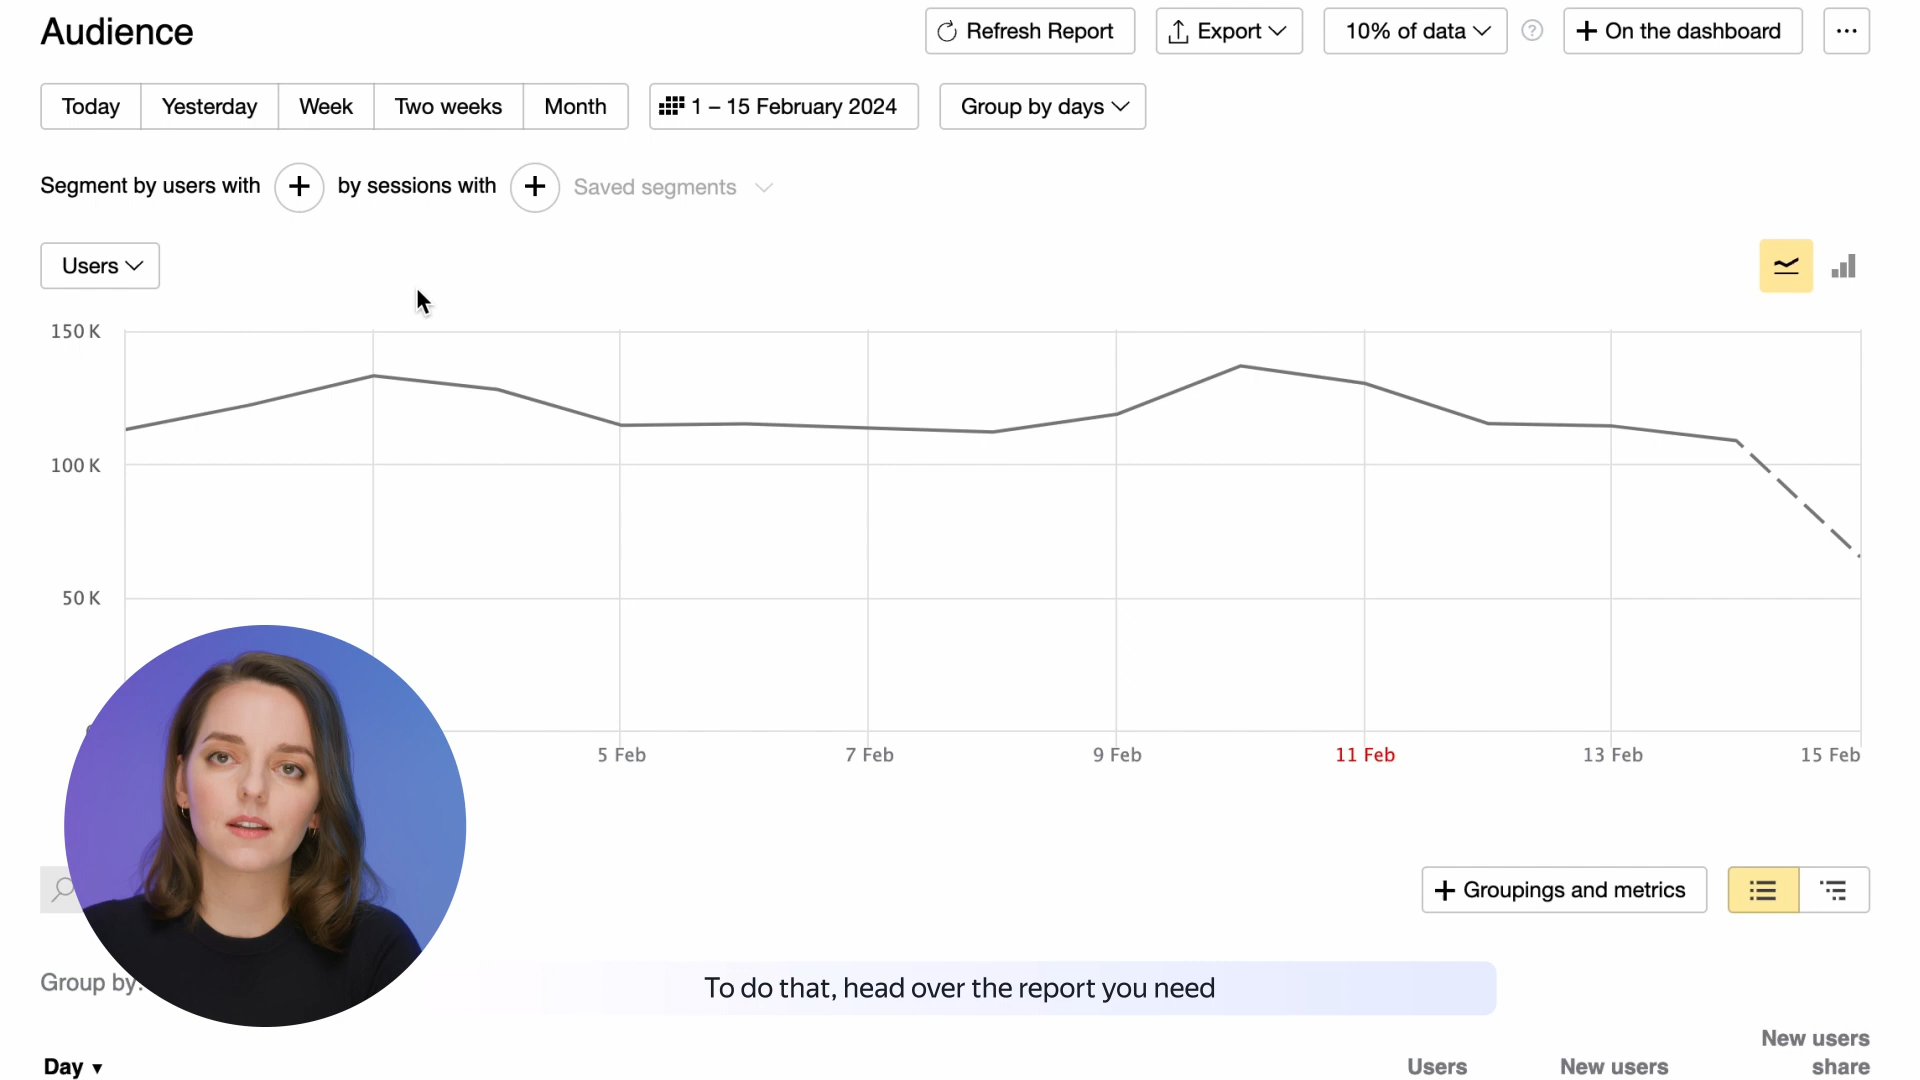 Audience
Refresh Report
Export
10% of data
?
+ On the dashboard
...
Today
Yesterday
Week
Two weeks
Month
1 – 15 February 2024
Group by days
Segment by users with
by sessions with
Saved segments
Users
150 K
100 K
50 K
5 Feb
7 Feb
9 Feb
11 Feb
13 Feb
15 Feb
+ Groupings and metrics
Group by:
To do that, head over the report you need
Day
Users
New users
New users
share